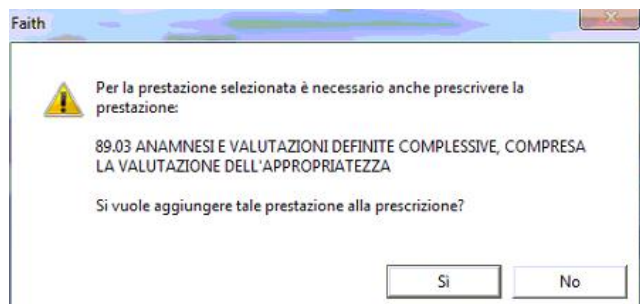 Faith
Per la prestazione selezionata è necessario anche prescrivere la
prestazione:
89.03 ANAMNESI E VALUTAZIONI DEFINITE COMPLESSIVE, COMPRESA
LA VALUTAZIONE DELL'APPROPRIATEZZA
Si vuole aggiungere tale prestazione alla prescrizione?
Sì
No